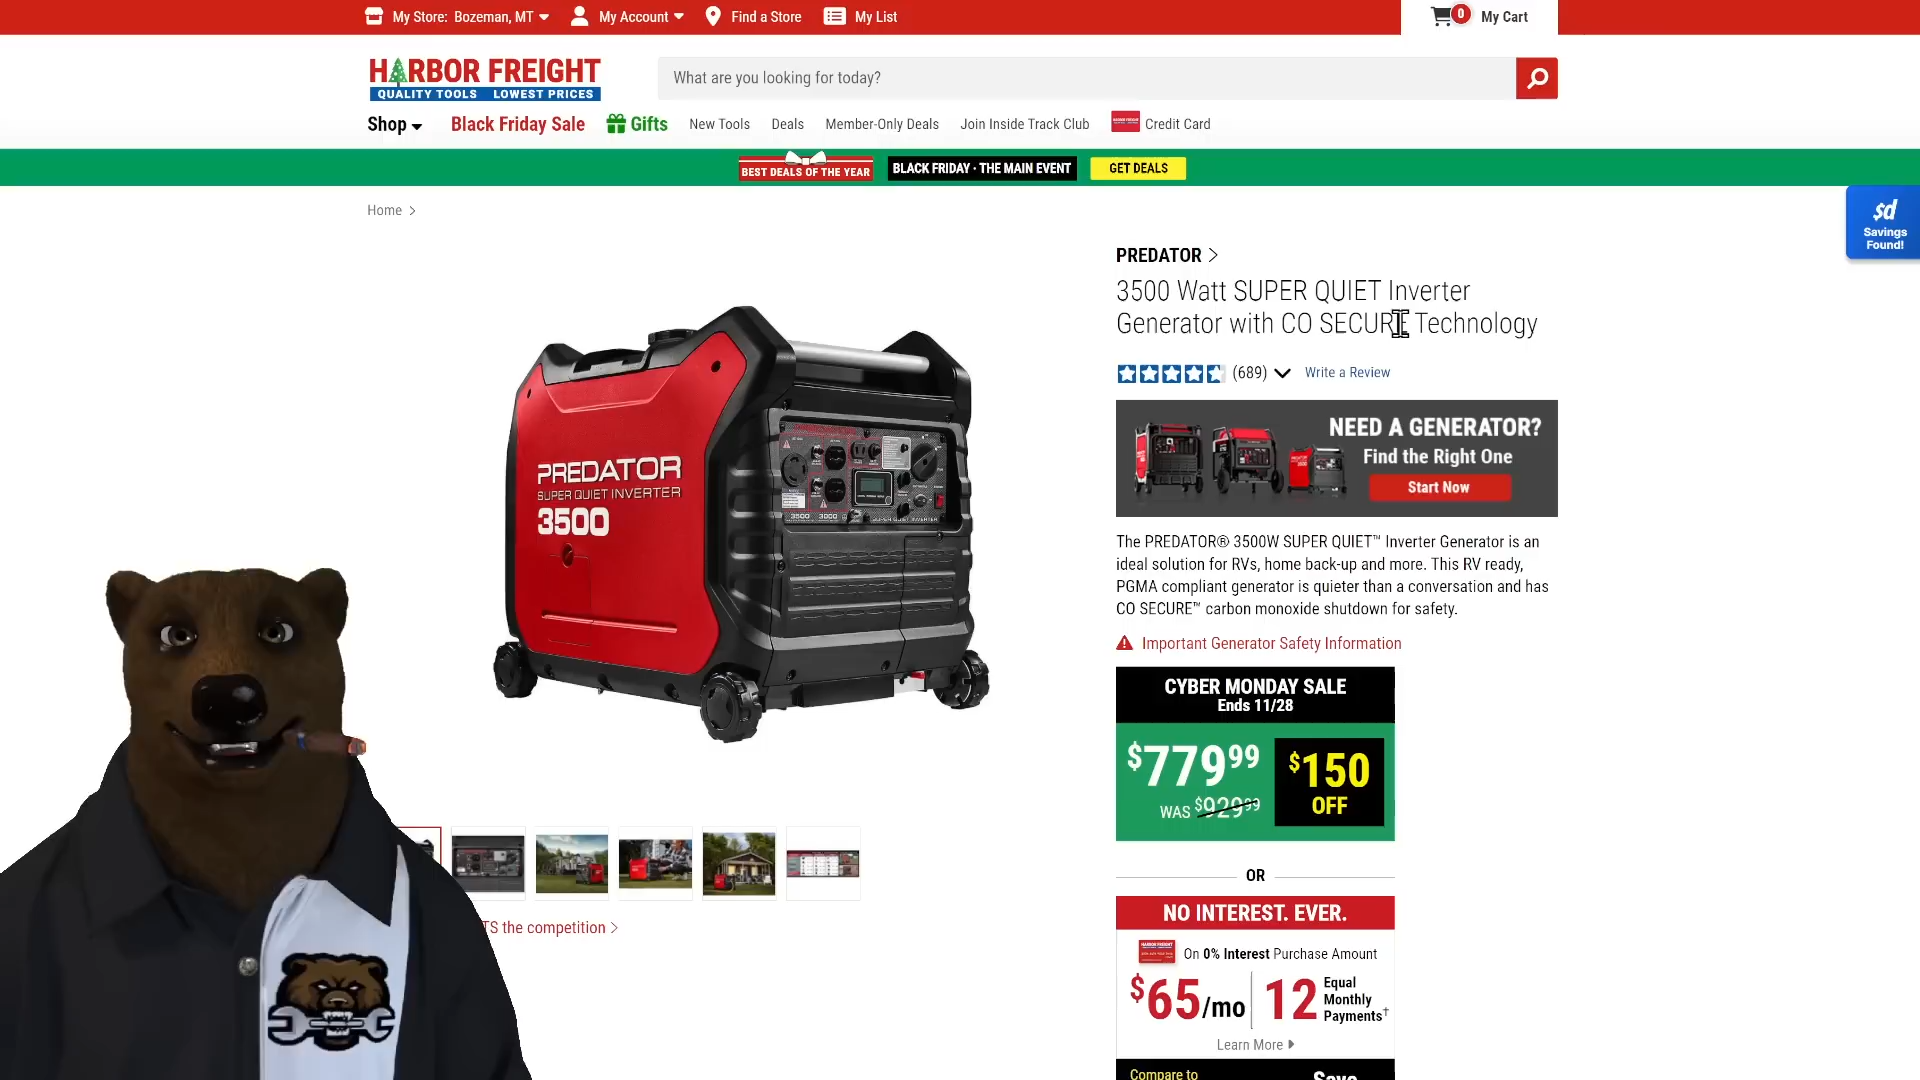 My Store: Bozeman, MT
My Account
Find a Store
My List
0
My Cart
HARBOR FREIGHT
QUALITY TOOLS LOWEST PRICES
What are you looking for today?
Shop
Black Friday Sale
Gifts
New Tools
Deals
Member-Only Deals
Join Inside Track Club
Credit Card
BEST DEALS OF THE YEAR
BLACK FRIDAY · THE MAIN EVENT
GET DEALS
Home >
$d
Savings
Found!
PREDATOR >
3500 Watt SUPER QUIET Inverter
Generator with CO SECURE Technology
(689)
Write a Review
NEED A GENERATOR?
Find the Right One
Start Now
PREDATOR
SUPER QUIET INVERTER
3500
The PREDATOR® 3500W SUPER QUIET™ Inverter Generator is an
ideal solution for RVs, home back-up and more. This RV ready,
PGMA compliant generator is quieter than a conversation and has
CO SECURE™ carbon monoxide shutdown for safety.
Important Generator Safety Information
CYBER MONDAY SALE
Ends 11/28
$779.99
WAS $929.99
$150
OFF
OR
TS the competition >
NO INTEREST. EVER.
On 0% Interest Purchase Amount
$65/mo
12 Equal
Monthly
Payments†
Learn More
Compare to
Save